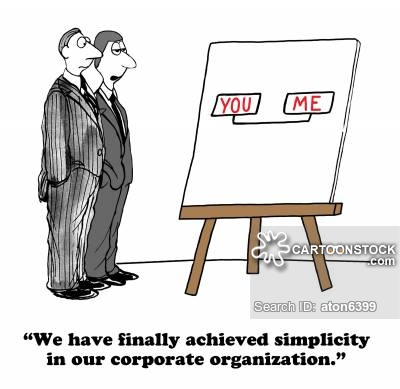 YOU ME
CARTOONSTOCK
.com
Search ID: aton6399
“We have finally achieved simplicity
in our corporate organization.”